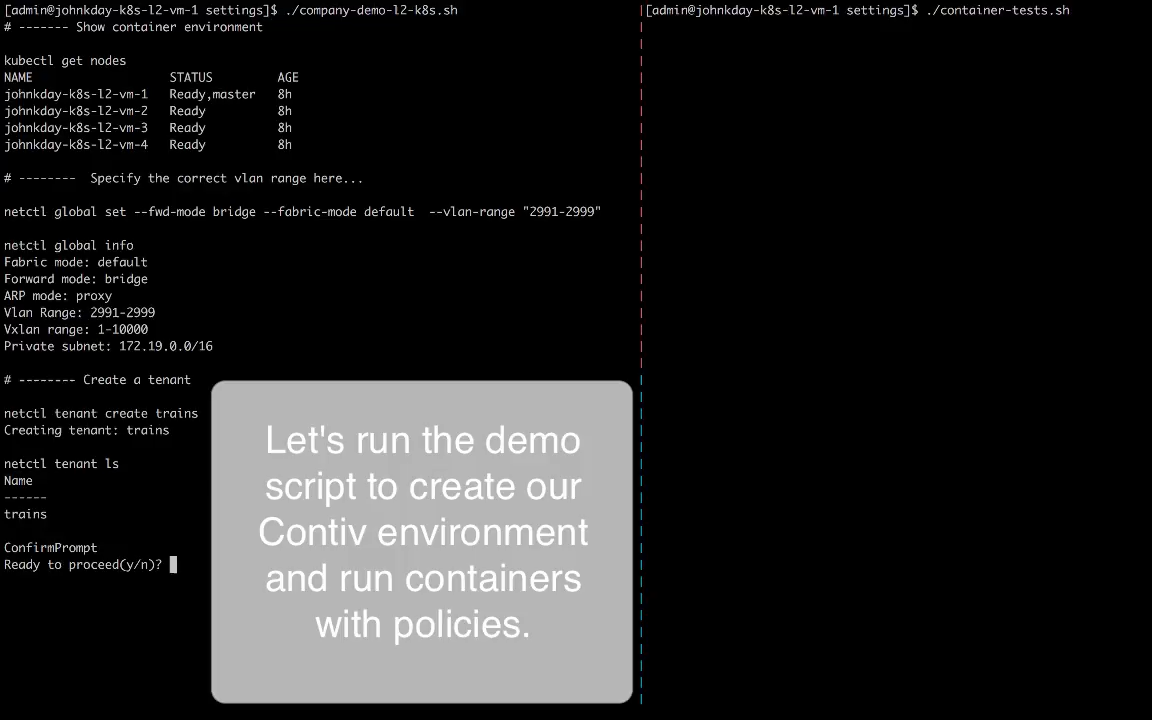 [admin@johnkday-k8s-l2-vm-1 settings]$ ./company-demo-l2-k8s.sh
# ------- Show container environment
kubectl get nodes
NAME STATUS AGE
johnkday-k8s-l2-vm-1 Ready,master 8h
johnkday-k8s-l2-vm-2 Ready 8h
johnkday-k8s-l2-vm-3 Ready 8h
johnkday-k8s-l2-vm-4 Ready 8h
# -------- Specify the correct vlan range here...
netctl global set --fwd-mode bridge --fabric-mode default --vlan-range "2991-2999"
netctl global info
Fabric mode: default
Forward mode: bridge
ARP mode: proxy
Vlan Range: 2991-2999
Vxlan range: 1-10000
Private subnet: 172.19.0.0/16
# -------- Create a tenant
netctl tenant create trains
Creating tenant: trains
netctl tenant ls
Name
------
trains
ConfirmPrompt
Ready to proceed(y/n)?
Let's run the demo
script to create our
Contiv environment
and run containers
with policies.
[admin@johnkday-k8s-l2-vm-1 settings]$ ./container-tests.sh